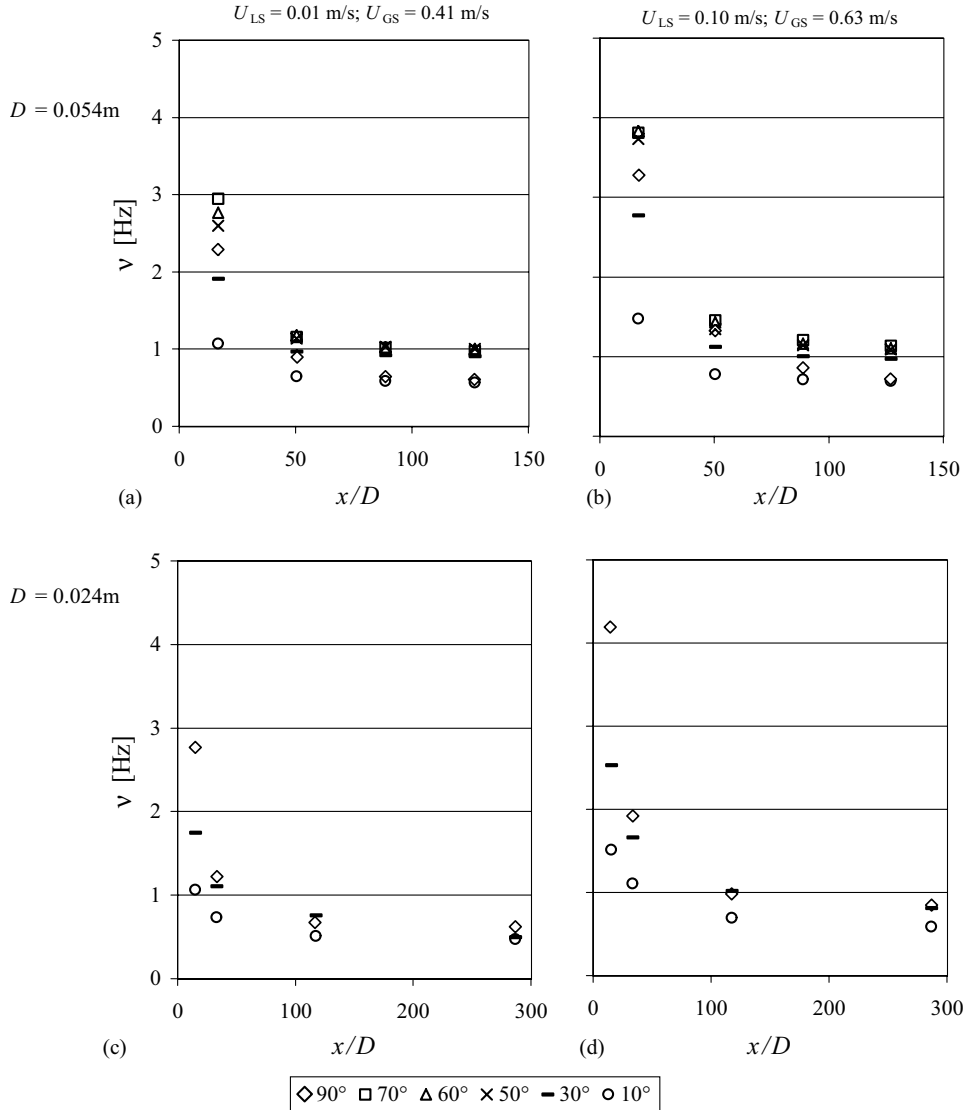 U_LS = 0.01 m/s; U_GS = 0.41 m/s
U_LS = 0.10 m/s; U_GS = 0.63 m/s
D = 0.054m
ν [Hz]
5
4
3
2
1
0
0 50 100 150
0 50 100 150
(a) x/D
(b) x/D
D = 0.024m
ν [Hz]
5
4
3
2
1
0
0 100 200 300
0 100 200 300
(c) x/D
(d) x/D
90° 70° 60° 50° 30° 10°